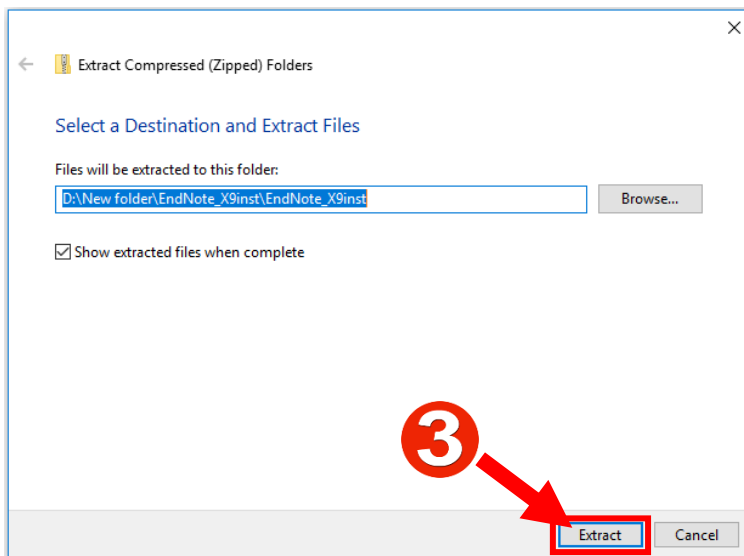 Extract Compressed (Zipped) Folders
Select a Destination and Extract Files
Files will be extracted to this folder:
D:\New folder\EndNote_X9inst\EndNote_X9inst
Browse...
Show extracted files when complete
3
Extract
Cancel